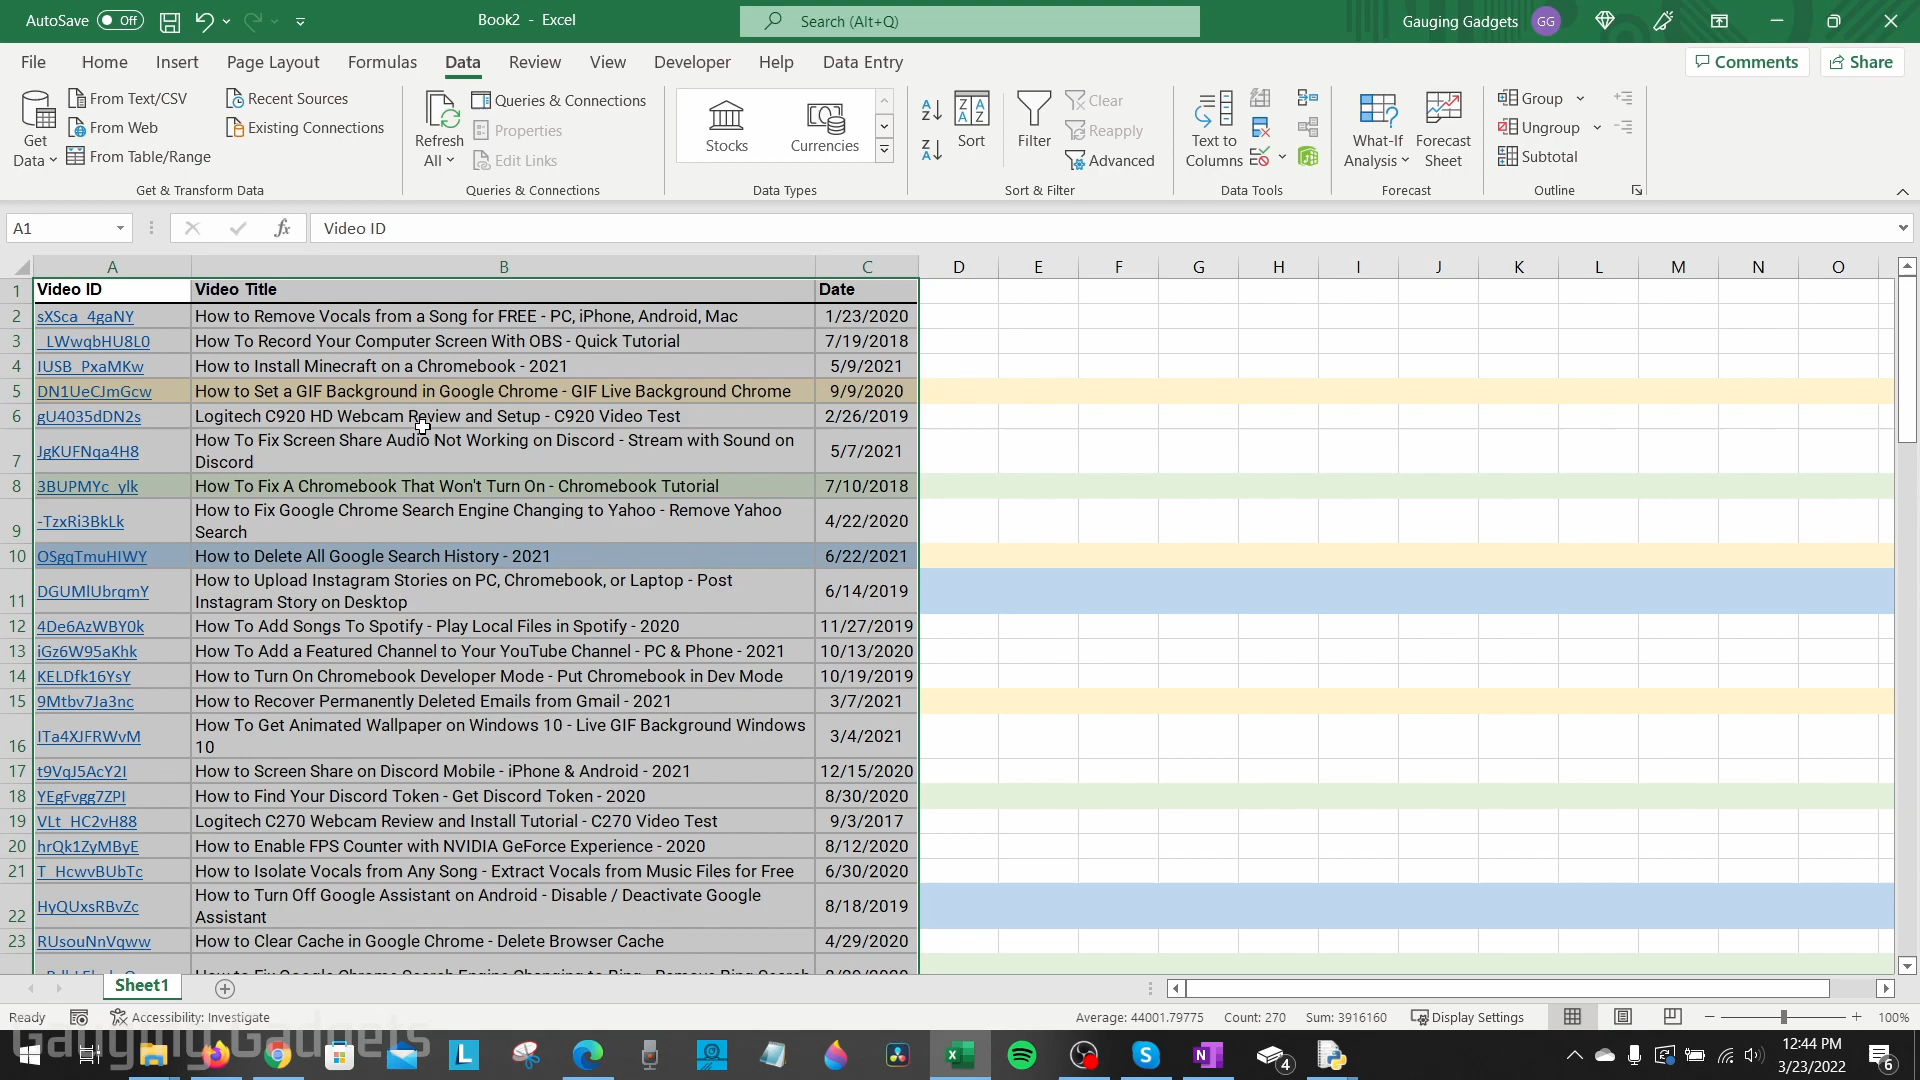 AutoSave Off
Book2 - Excel
Search (Alt+Q)
Gauging Gadgets GG
File Home Insert Page Layout Formulas Data Review View Developer Help Data Entry
Comments Share
Get Data
From Text/CSV
From Web
From Table/Range
Recent Sources
Existing Connections
Get & Transform Data
Refresh All
Queries & Connections
Properties
Edit Links
Queries & Connections
Stocks Currencies
Data Types
Sort
Filter
Clear
Reapply
Advanced
Sort & Filter
Text to Columns
Data Tools
What-If Analysis
Forecast Sheet
Forecast
Group
Ungroup
Subtotal
Outline
A1 fx Video ID
A B C D E F G H I J K L M N O
1 Video ID Video Title Date
2 sXSca_4gaNY How to Remove Vocals from a Song for FREE - PC, iPhone, Android, Mac 1/23/2020
3 _LWwqbHU8L0 How To Record Your Computer Screen With OBS - Quick Tutorial 7/19/2018
4 IUSB_PxaMKw How to Install Minecraft on a Chromebook - 2021 5/9/2021
5 DN1UeCJmGcw How to Set a GIF Background in Google Chrome - GIF Live Background Chrome 9/9/2020
6 gU4035dDN2s Logitech C920 HD Webcam Review and Setup - C920 Video Test 2/26/2019
7 JgKUFNqa4H8 How To Fix Screen Share Audio Not Working on Discord - Stream with Sound on Discord 5/7/2021
8 3BUPMYc_ylk How To Fix A Chromebook That Won't Turn On - Chromebook Tutorial 7/10/2018
9 -TzxRi3BkLk How to Fix Google Chrome Search Engine Changing to Yahoo - Remove Yahoo Search 4/22/2020
10 OSgqTmuHIWY How to Delete All Google Search History - 2021 6/22/2021
11 DGUMlUbrqmY How to Upload Instagram Stories on PC, Chromebook, or Laptop - Post Instagram Story on Desktop 6/14/2019
12 4De6AzWBY0k How To Add Songs To Spotify - Play Local Files in Spotify - 2020 11/27/2019
13 iGz6W95aKhk How To Add a Featured Channel to Your YouTube Channel - PC & Phone - 2021 10/13/2020
14 KELDfk16YsY How to Turn On Chromebook Developer Mode - Put Chromebook in Dev Mode 10/19/2019
15 9Mtbv7Ja3nc How to Recover Permanently Deleted Emails from Gmail - 2021 3/7/2021
16 ITa4XJFRWvM How To Get Animated Wallpaper on Windows 10 - Live GIF Background Windows 10 3/4/2021
17 t9VqJ5AcY2I How to Screen Share on Discord Mobile - iPhone & Android - 2021 12/15/2020
18 YEgFvgg7ZPI How to Find Your Discord Token - Get Discord Token - 2020 8/30/2020
19 VLt_HC2vH88 Logitech C270 Webcam Review and Install Tutorial - C270 Video Test 9/3/2017
20 hrQk1ZyMByE How to Enable FPS Counter with NVIDIA GeForce Experience - 2020 8/12/2020
21 T_HcwvBUbTc How to Isolate Vocals from Any Song - Extract Vocals from Music Files for Free 6/30/2020
22 HyQUxsRBvZc How to Turn Off Google Assistant on Android - Disable / Deactivate Google Assistant 8/18/2019
23 RUsouNnVqww How to Clear Cache in Google Chrome - Delete Browser Cache 4/29/2020
Sheet1
Ready Accessibility: Investigate Average: 44001.79775 Count: 270 Sum: 3916160 Display Settings 100%
Gauging Gadgets
4
12:44 PM
3/23/2022
6